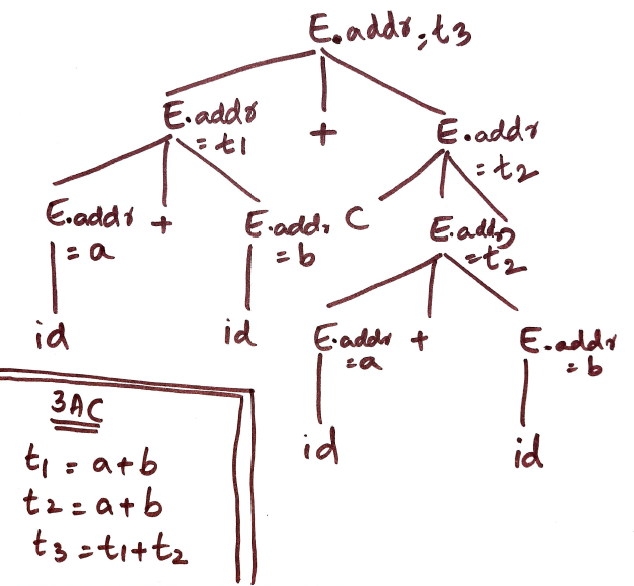 E.addr = t3
E.addr + E.addr
= t1 = t2
E.addr + E.addr ( E.addr )
= a = b = t2
id id E.addr + E.addr
= a = b
id id
3AC
t1 = a+b
t2 = a+b
t3 = t1+t2